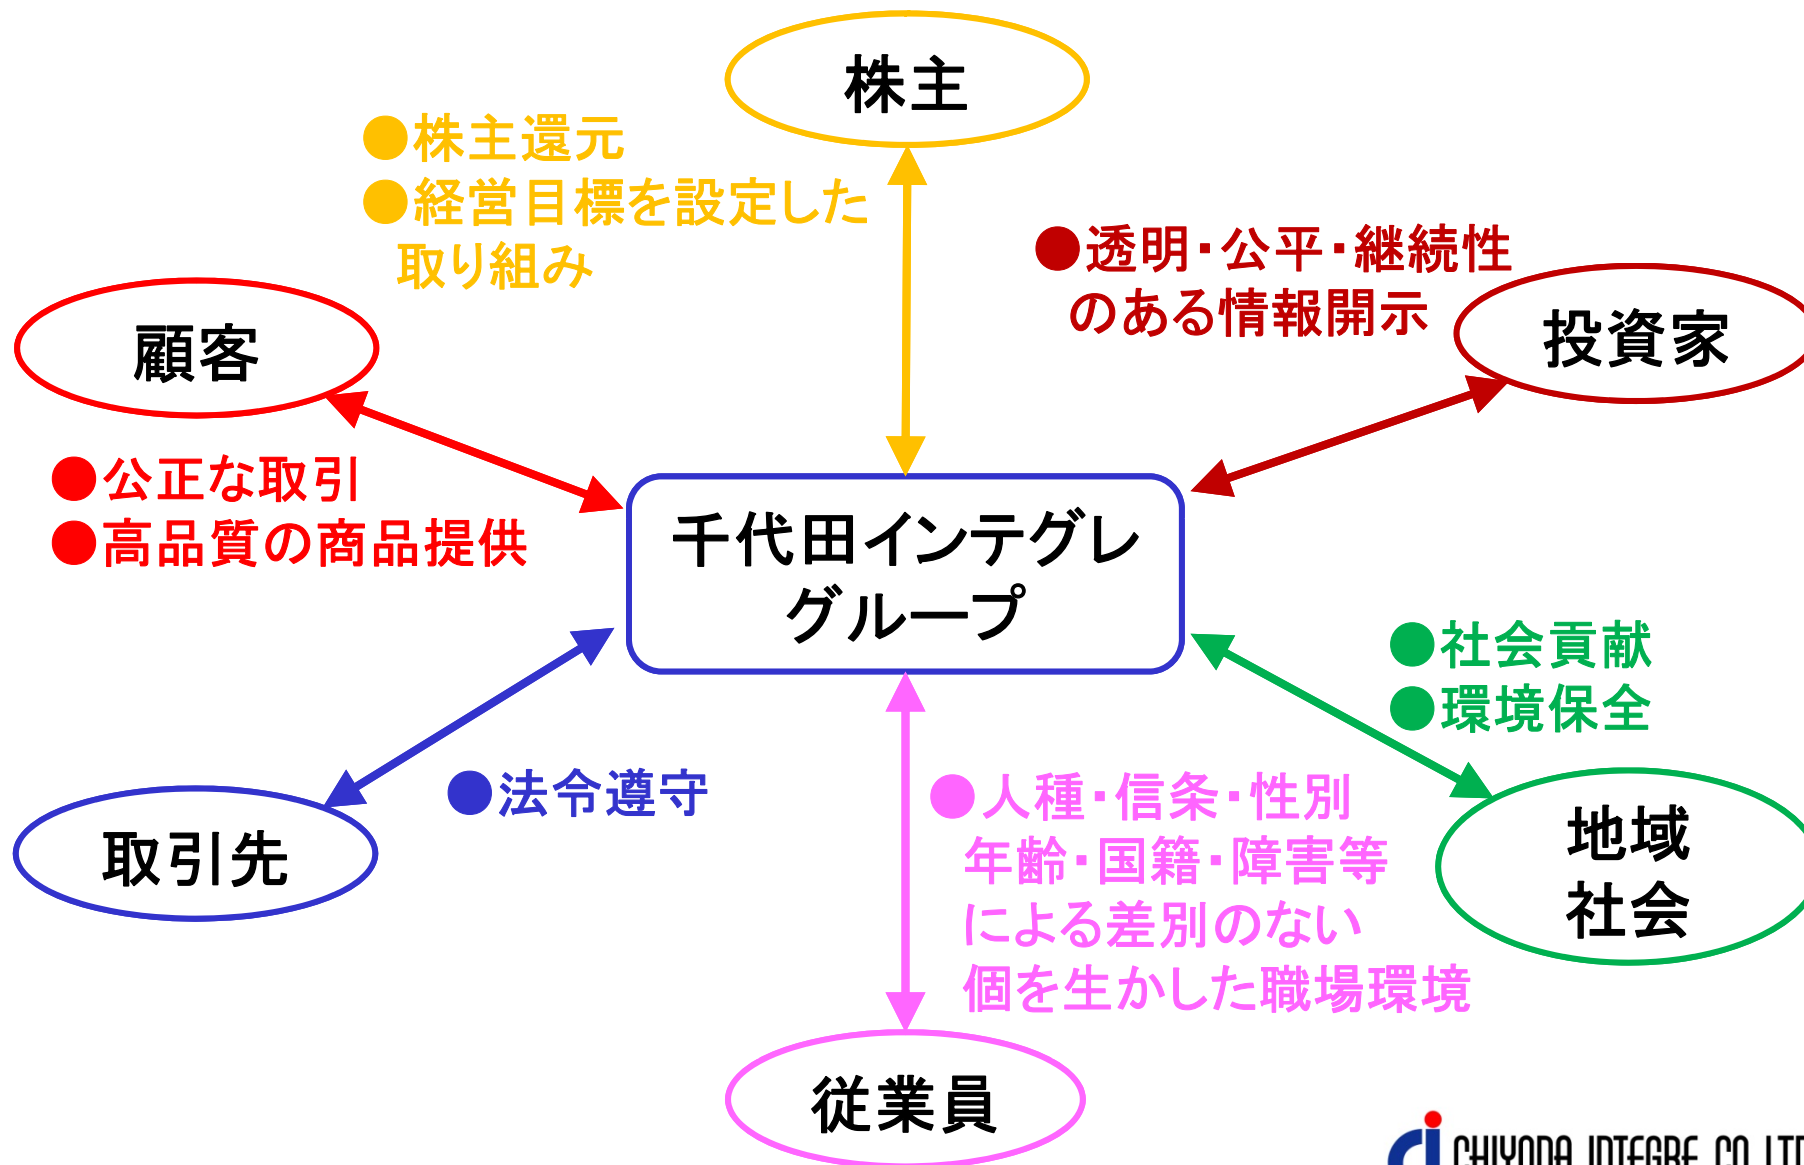 株主
●株主還元
●経営目標を設定した
取り組み
●透明・公平・継続性
のある情報開示
顧客
投資家
●公正な取引
●高品質の商品提供
千代田インテグレ
グループ
●社会貢献
●環境保全
●法令遵守
●人種・信条・性別
年齢・国籍・障害等
による差別のない
個を生かした職場環境
取引先
地域
社会
従業員
CHIYODA INTEGRE CO LTD